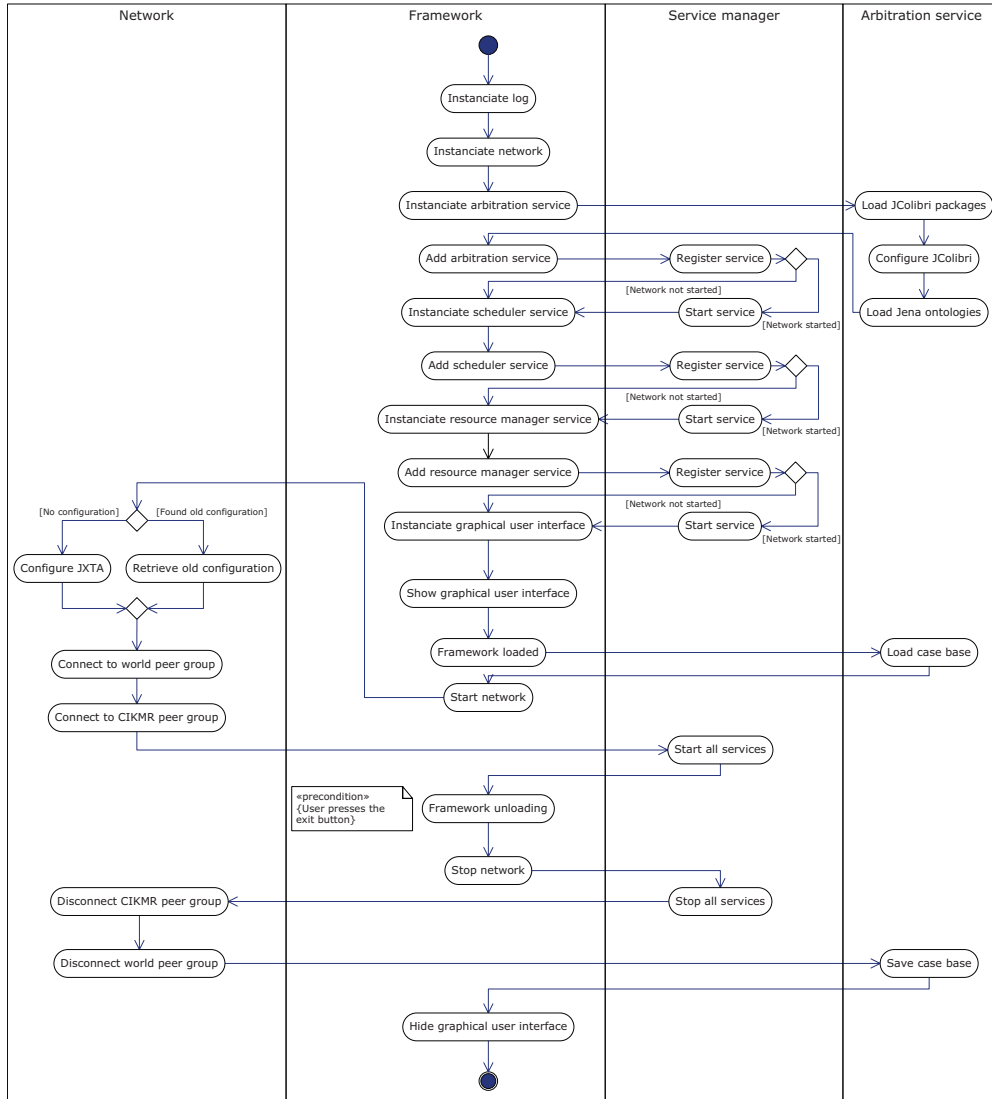 Network
Framework
Service manager
Arbitration service
Instanciate log
Instanciate network
Instanciate arbitration service
Load JColibri packages
Add arbitration service
Register service
Configure JColibri
[Network not started]
Instanciate scheduler service
Start service
Load Jena ontologies
[Network started]
Add scheduler service
Register service
[Network not started]
Instanciate resource manager service
Start service
[Network started]
Add resource manager service
Register service
[Network not started]
[No configuration]
[Found old configuration]
Instanciate graphical user interface
Start service
[Network started]
Configure JXTA
Retrieve old configuration
Show graphical user interface
Framework loaded
Load case base
Connect to world peer group
Start network
Connect to CIKMR peer group
Start all services
«precondition»
{User presses the
exit button}
Framework unloading
Stop network
Disconnect CIKMR peer group
Stop all services
Disconnect world peer group
Save case base
Hide graphical user interface